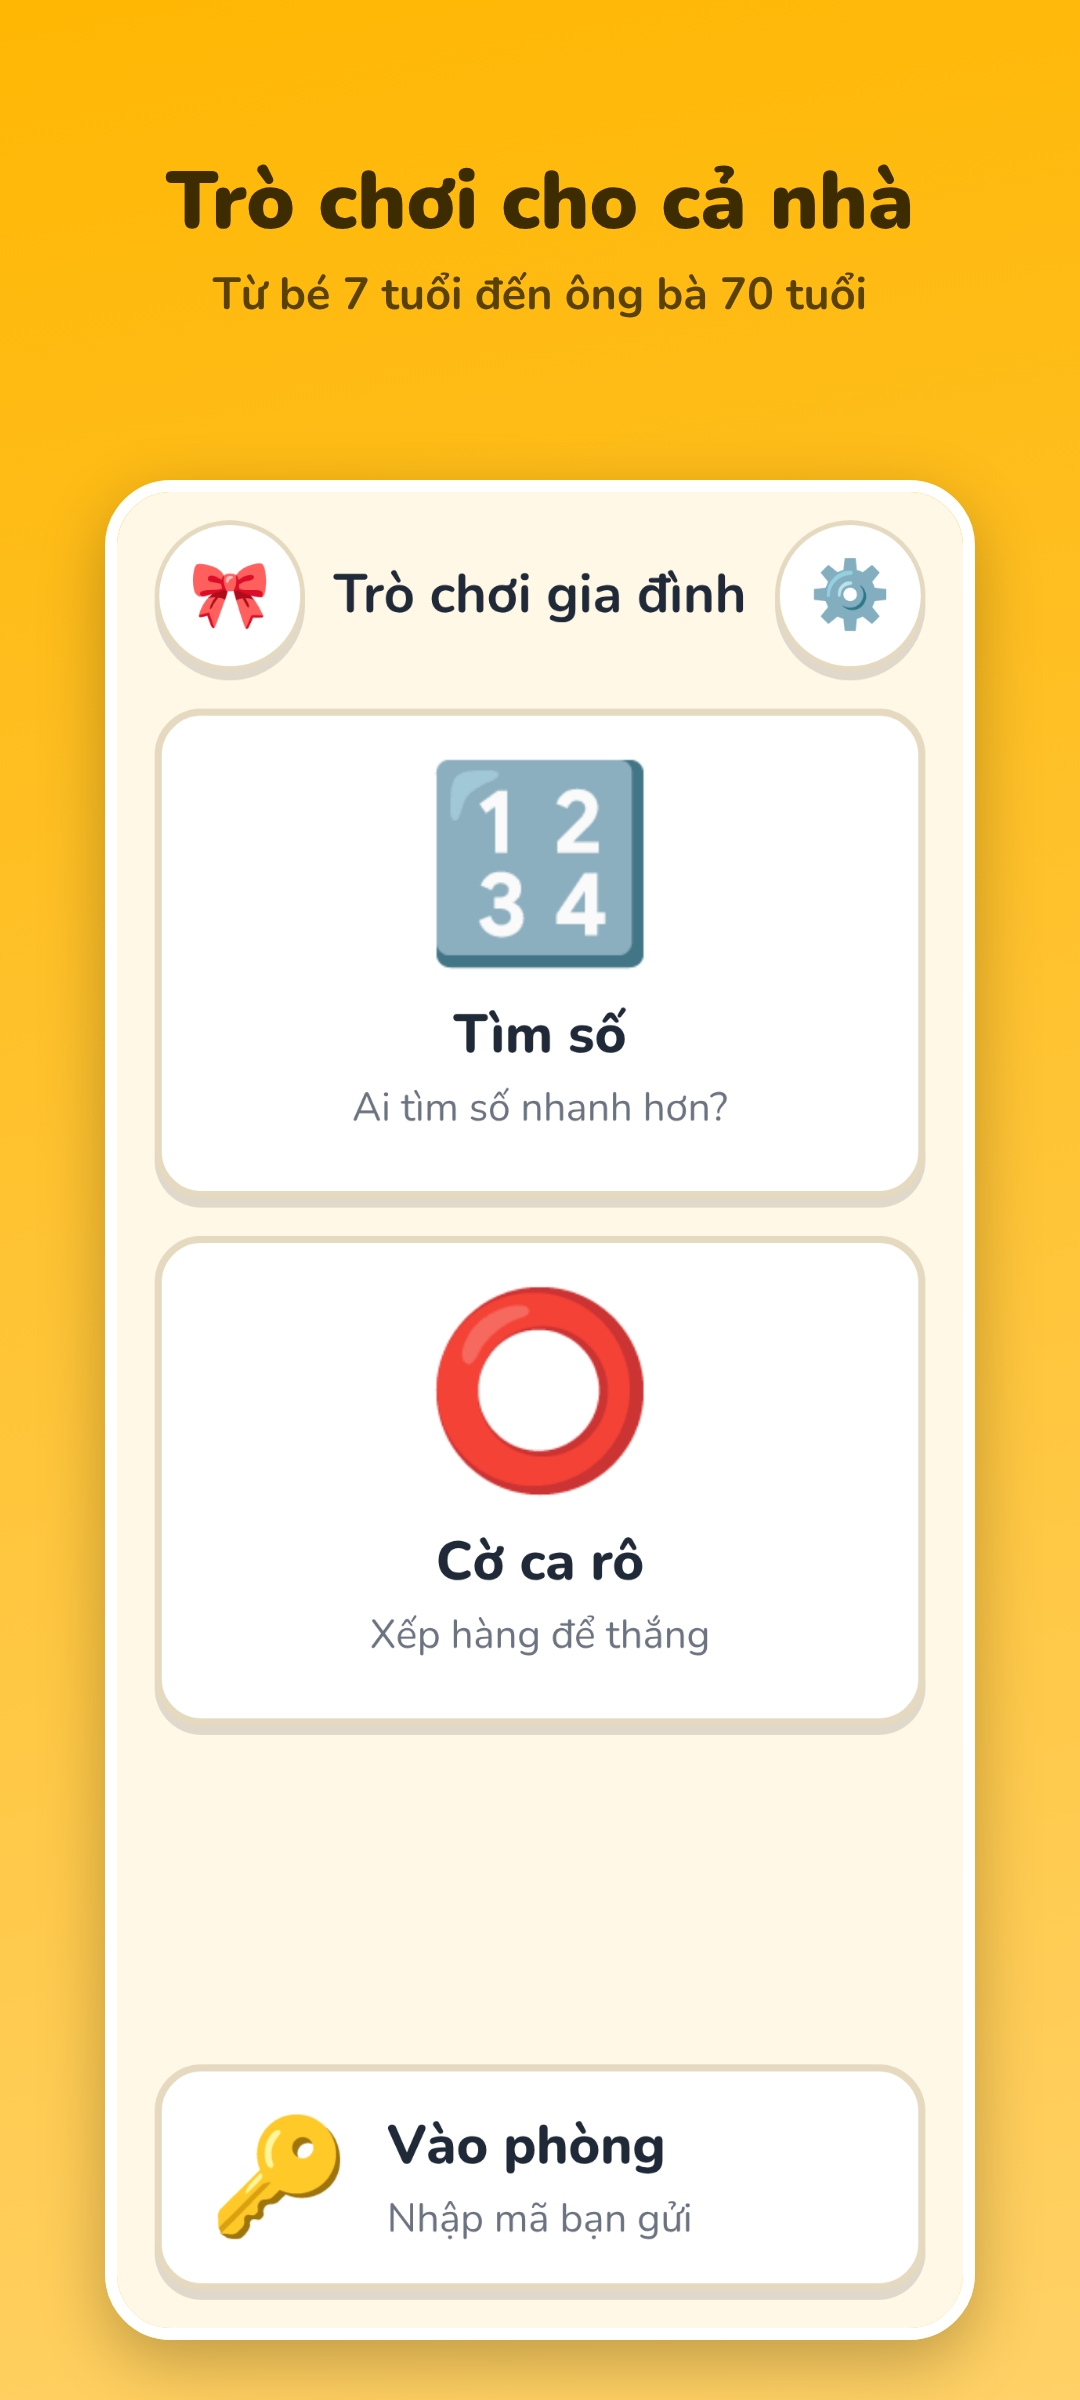 Trò chơi cho cả nhà
Từ bé 7 tuổi đến ông bà 70 tuổi
Trò chơi gia đình
1 2
3 4
Tìm số
Ai tìm số nhanh hơn?
Cờ ca rô
Xếp hàng để thắng
Vào phòng
Nhập mã bạn gửi